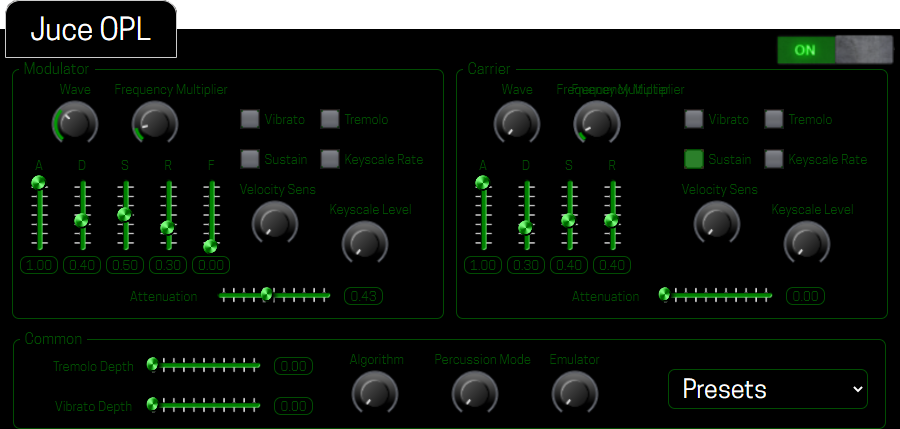 Juce OPL
ON
Modulator
Wave
Frequency Multiplier
Vibrato
Tremolo
Sustain
Keyscale Rate
A D S R F
Velocity Sens
Keyscale Level
1.00 0.40 0.50 0.30 0.00
Attenuation
0.43
Carrier
Wave
Frequency Multiplier
Vibrato
Tremolo
Sustain
Keyscale Rate
A D S R
Velocity Sens
Keyscale Level
1.00 0.30 0.40 0.40
Attenuation
0.00
Common
Tremolo Depth
0.00
Vibrato Depth
0.00
Algorithm
Percussion Mode
Emulator
Presets